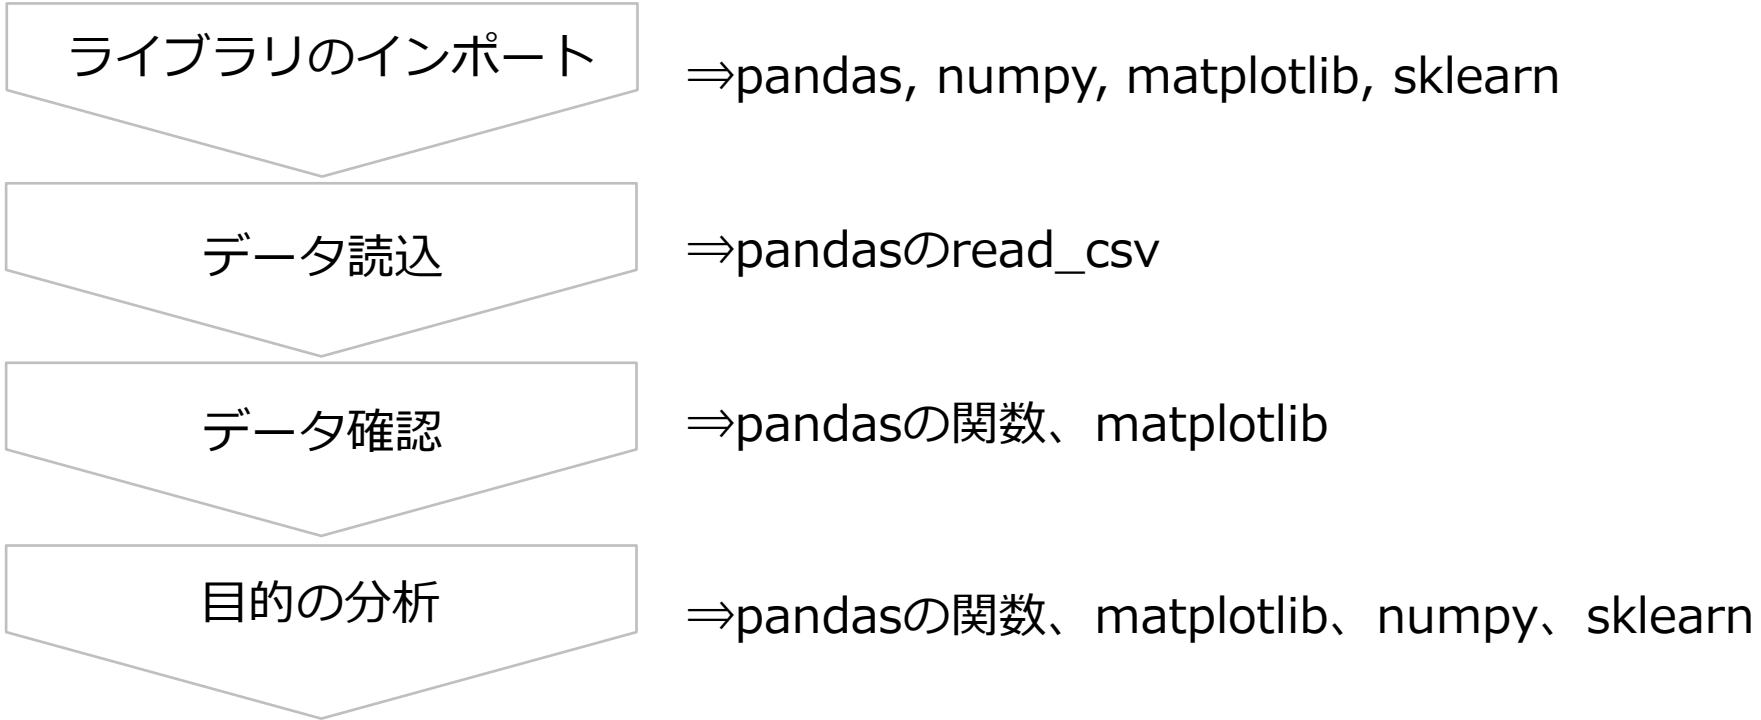 ライブラリのインポート
⇒pandas, numpy, matplotlib, sklearn
データ読込
⇒pandasのread_csv
データ確認
⇒pandasの関数、matplotlib
目的の分析
⇒pandasの関数、matplotlib、numpy、sklearn